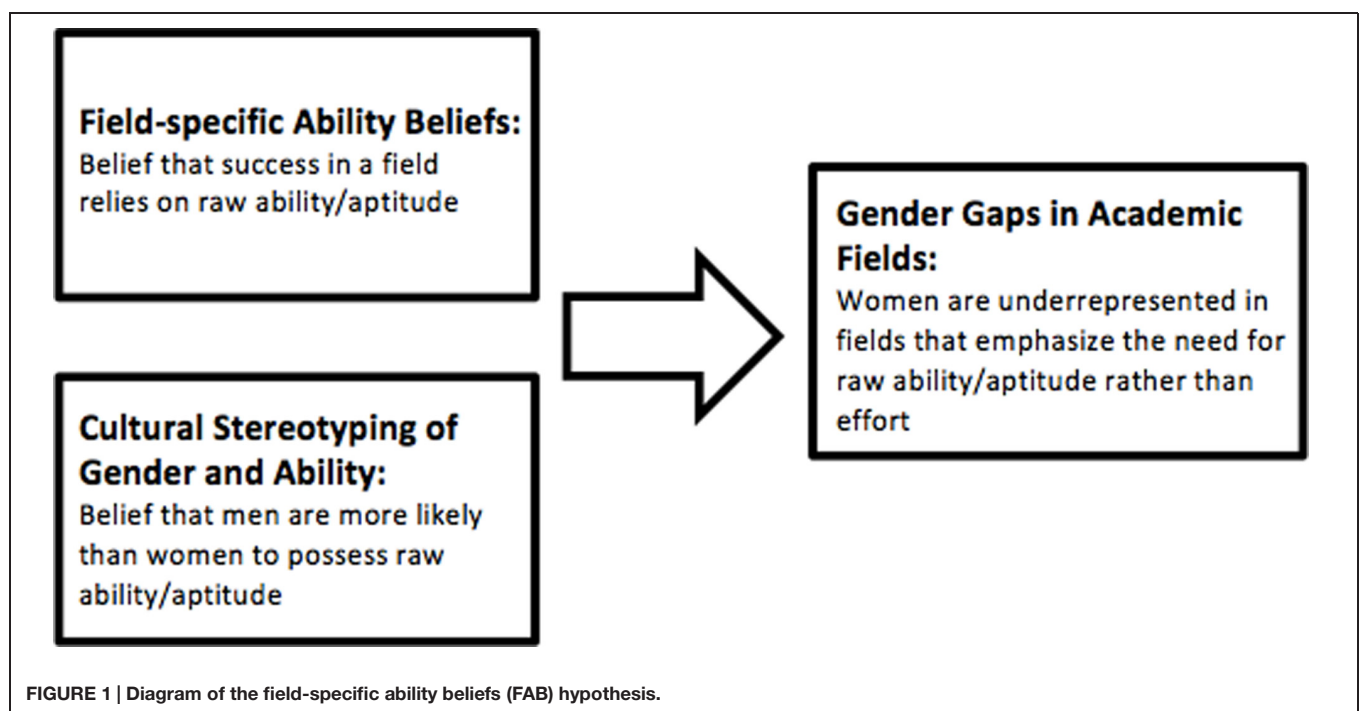 Field-specific Ability Beliefs:
Belief that success in a field
relies on raw ability/aptitude
Cultural Stereotyping of
Gender and Ability:
Belief that men are more likely
than women to possess raw
ability/aptitude
Gender Gaps in Academic
Fields:
Women are underrepresented in
fields that emphasize the need for
raw ability/aptitude rather than
effort
FIGURE 1 | Diagram of the field-specific ability beliefs (FAB) hypothesis.